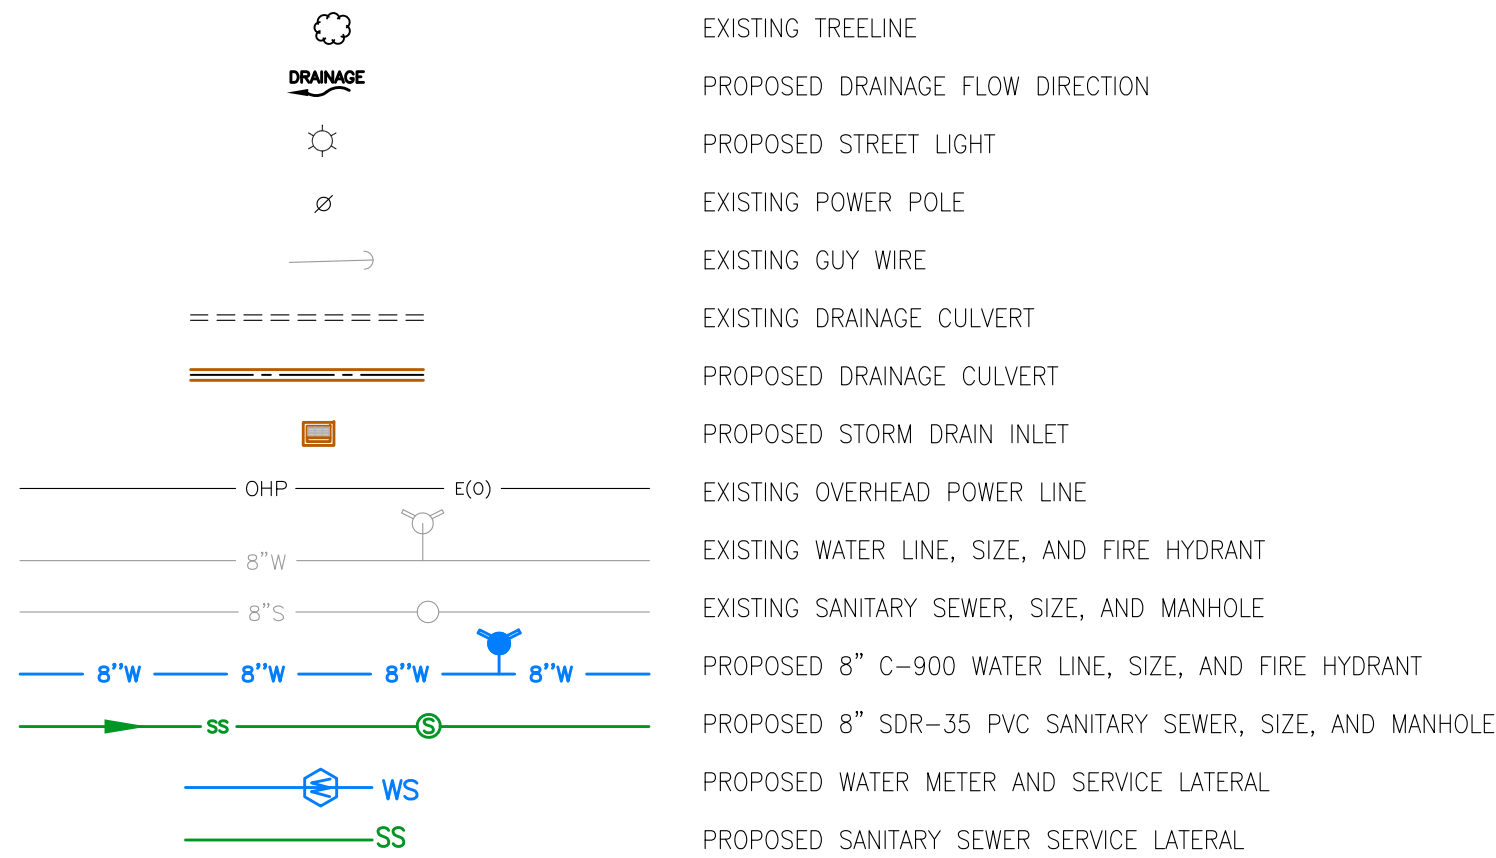 EXISTING TREELINE
DRAINAGE PROPOSED DRAINAGE FLOW DIRECTION
PROPOSED STREET LIGHT
EXISTING POWER POLE
EXISTING GUY WIRE
EXISTING DRAINAGE CULVERT
PROPOSED DRAINAGE CULVERT
PROPOSED STORM DRAIN INLET
OHP E(O) EXISTING OVERHEAD POWER LINE
8"W EXISTING WATER LINE, SIZE, AND FIRE HYDRANT
8"S EXISTING SANITARY SEWER, SIZE, AND MANHOLE
8"W 8"W 8"W 8"W PROPOSED 8" C-900 WATER LINE, SIZE, AND FIRE HYDRANT
SS S PROPOSED 8" SDR-35 PVC SANITARY SEWER, SIZE, AND MANHOLE
W WS PROPOSED WATER METER AND SERVICE LATERAL
SS PROPOSED SANITARY SEWER SERVICE LATERAL